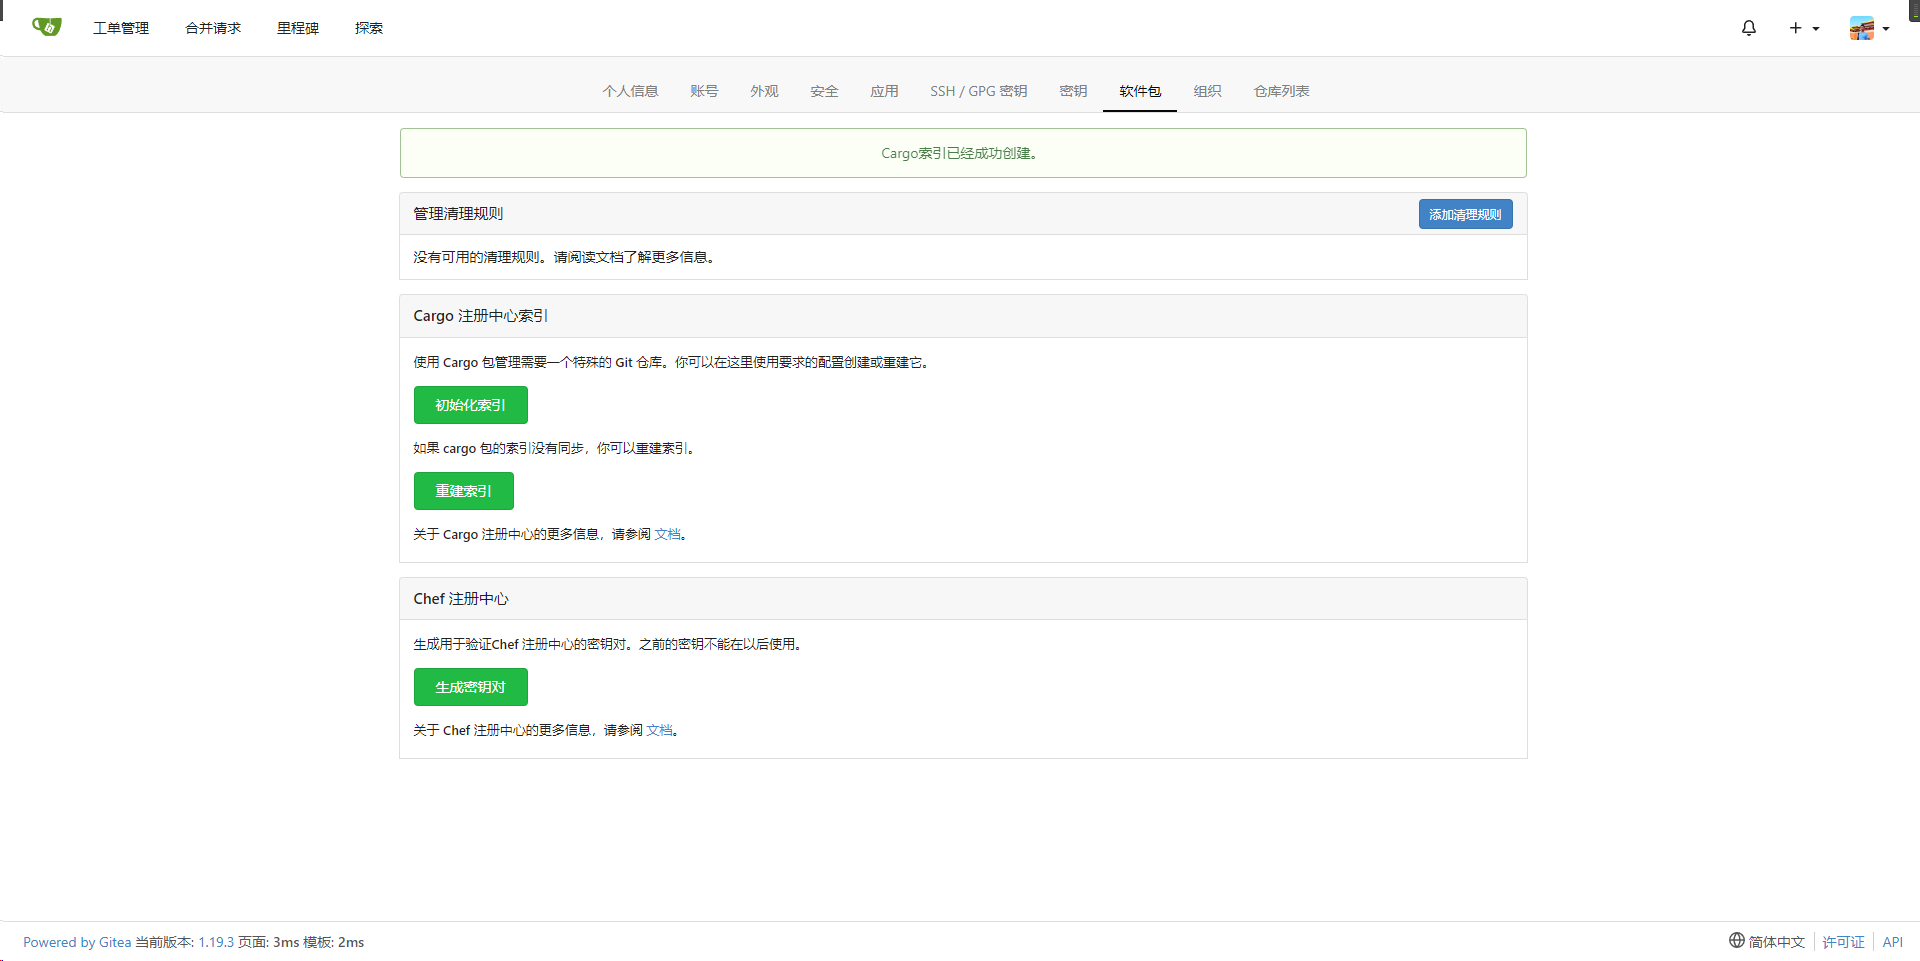 工单管理 合并请求 里程碑 探索
个人信息 账号 外观 安全 应用 SSH / GPG 密钥 密钥 软件包 组织 仓库列表
Cargo索引已经成功创建。
管理清理规则 添加清理规则
没有可用的清理规则。请阅读文档了解更多信息。
Cargo 注册中心索引
使用 Cargo 包管理需要一个特殊的 Git 仓库。你可以在这里使用要求的配置创建或重建它。
初始化索引
如果 cargo 包的索引没有同步，你可以重建索引。
重建索引
关于 Cargo 注册中心的更多信息，请参阅 文档。
Chef 注册中心
生成用于验证Chef 注册中心的密钥对。之前的密钥不能在以后使用。
生成密钥对
关于 Chef 注册中心的更多信息，请参阅 文档。
Powered by Gitea 当前版本: 1.19.3 页面: 3ms 模板: 2ms 简体中文 许可证 API